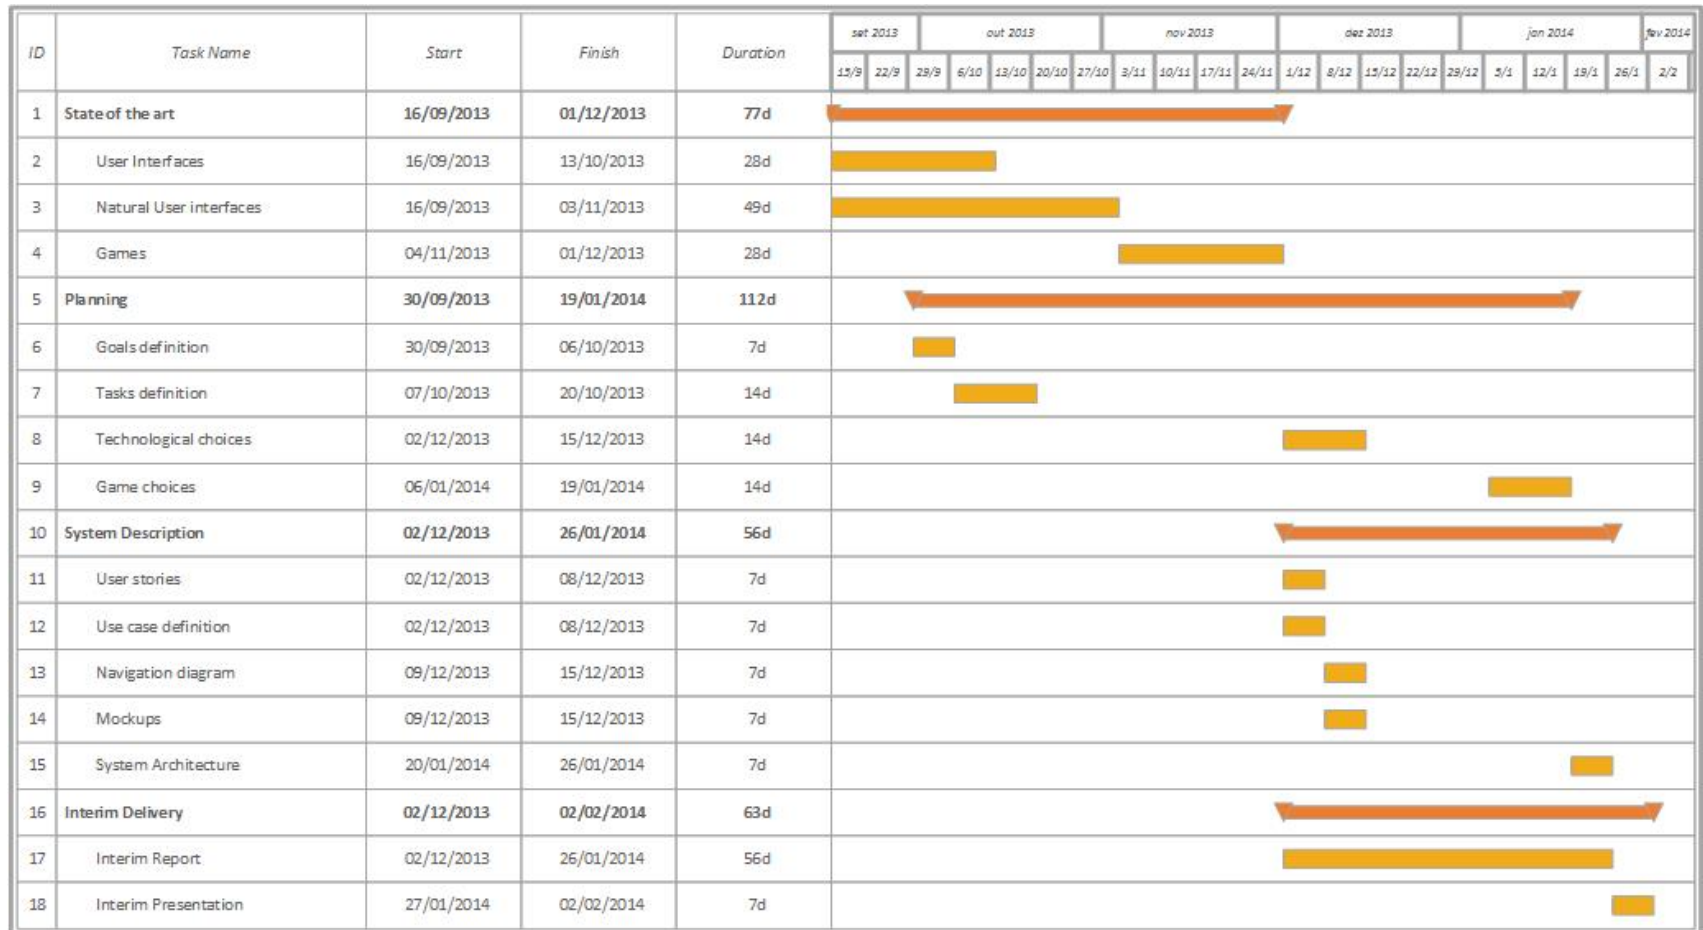 ID Task Name Start Finish Duration set 2013 out 2013 nov 2013 dez 2013 jan 2014 fev 2014
15/9 22/9 29/9 6/10 13/10 20/10 27/10 3/11 10/11 17/11 24/11 1/12 8/12 15/12 22/12 29/12 5/1 12/1 19/1 26/1 2/2
1 State of the art 16/09/2013 01/12/2013 77d
2 User Interfaces 16/09/2013 13/10/2013 28d
3 Natural User interfaces 16/09/2013 03/11/2013 49d
4 Games 04/11/2013 01/12/2013 28d
5 Planning 30/09/2013 19/01/2014 112d
6 Goals definition 30/09/2013 06/10/2013 7d
7 Tasks definition 07/10/2013 20/10/2013 14d
8 Technological choices 02/12/2013 15/12/2013 14d
9 Game choices 06/01/2014 19/01/2014 14d
10 System Description 02/12/2013 26/01/2014 56d
11 User stories 02/12/2013 08/12/2013 7d
12 Use case definition 02/12/2013 08/12/2013 7d
13 Navigation diagram 09/12/2013 15/12/2013 7d
14 Mockups 09/12/2013 15/12/2013 7d
15 System Architecture 20/01/2014 26/01/2014 7d
16 Interim Delivery 02/12/2013 02/02/2014 63d
17 Interim Report 02/12/2013 26/01/2014 56d
18 Interim Presentation 27/01/2014 02/02/2014 7d